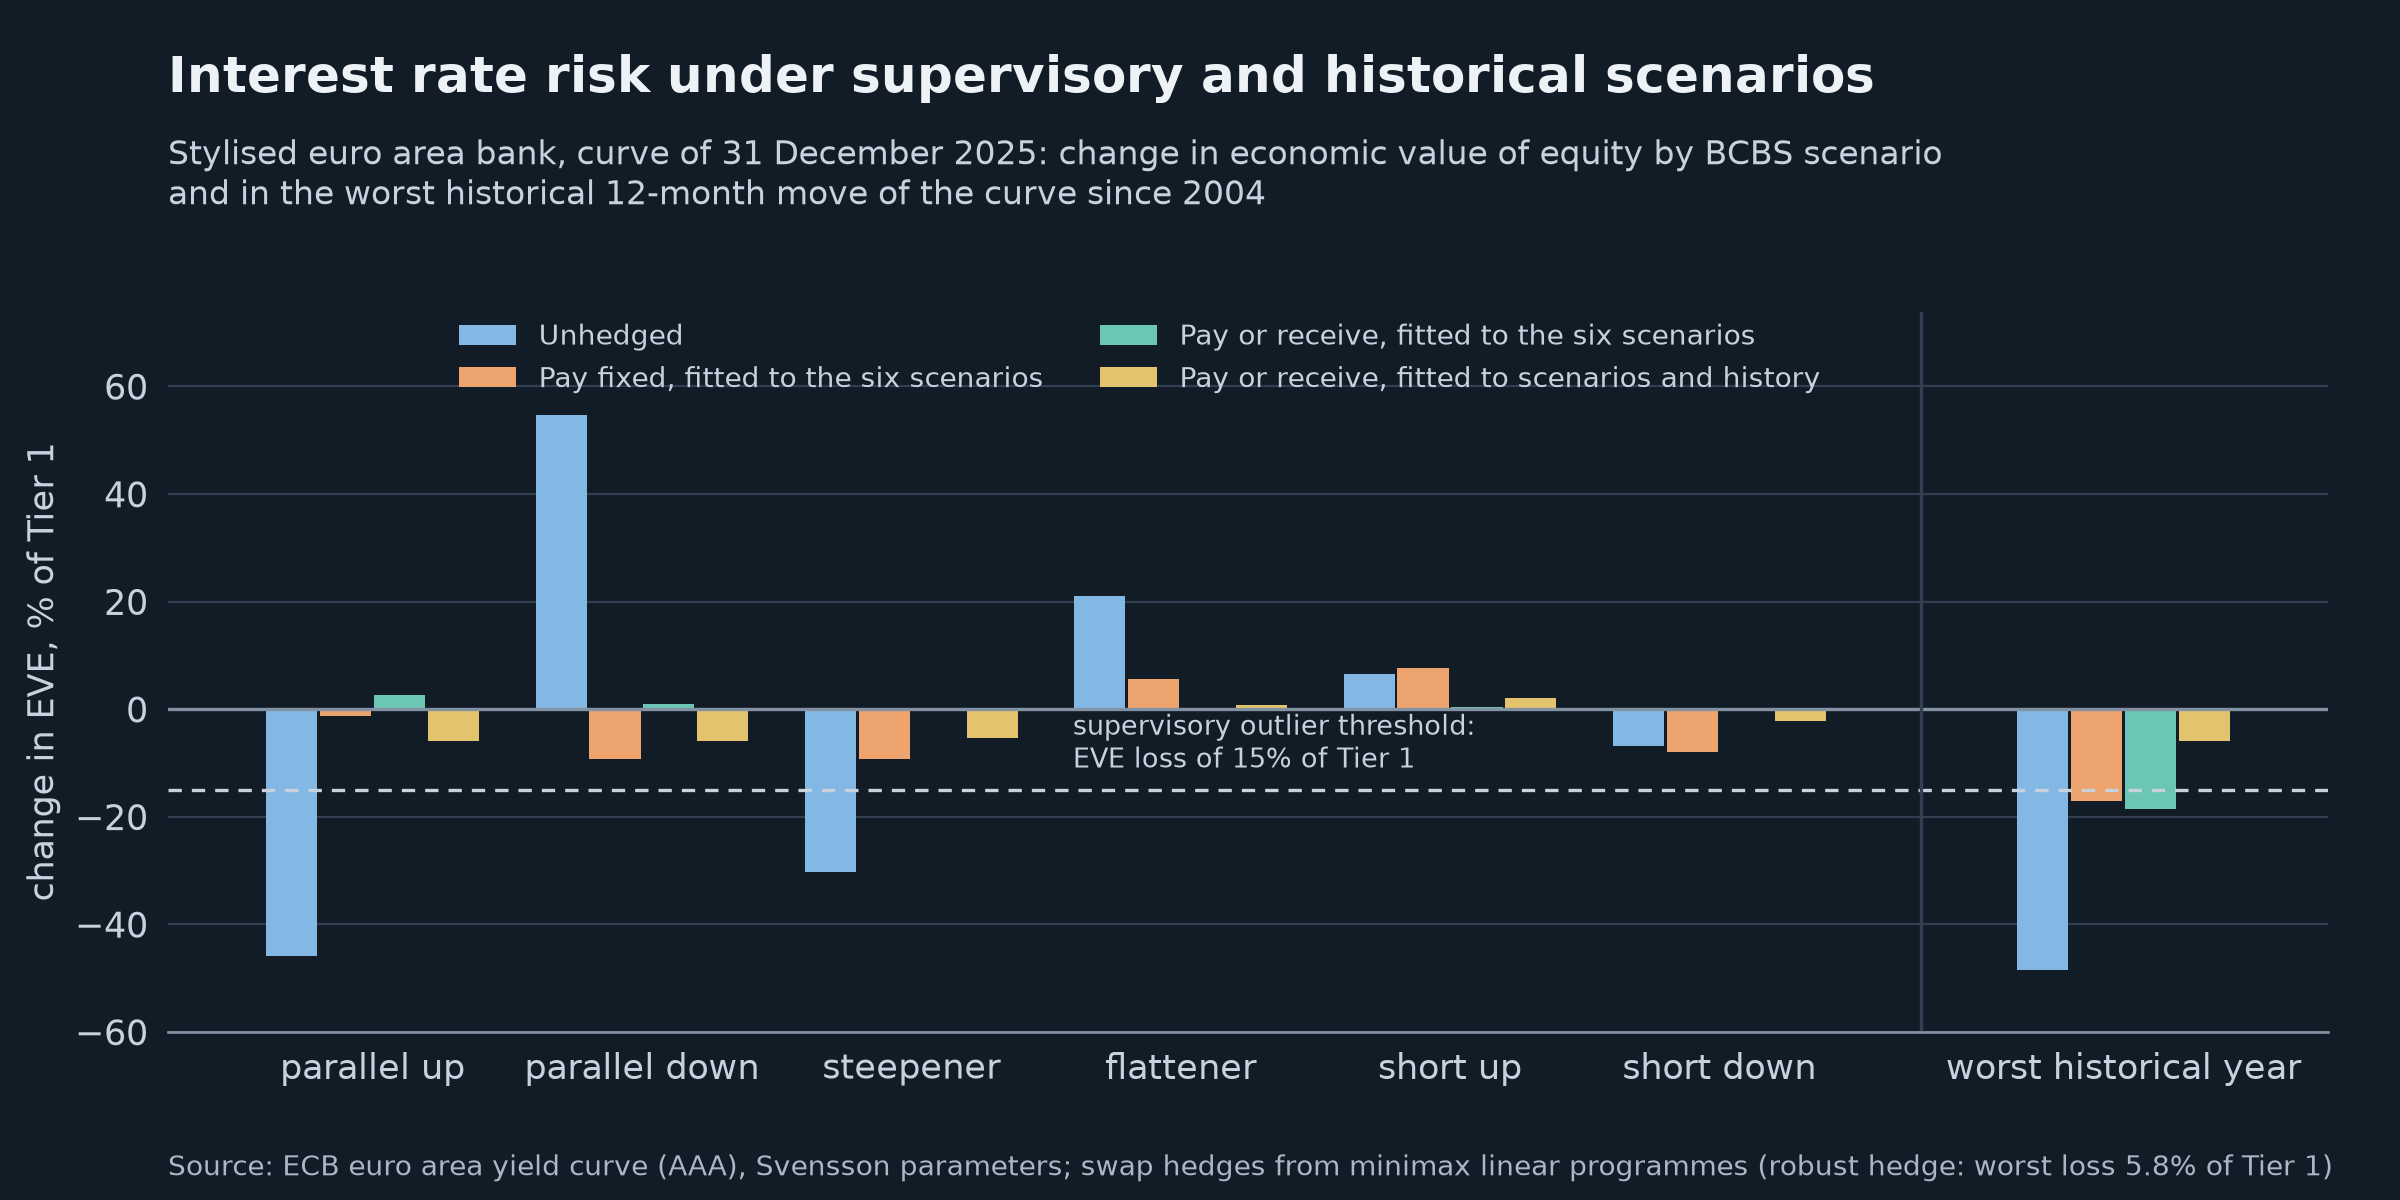 Interest rate risk under supervisory and historical scenarios
Stylised euro area bank, curve of 31 December 2025: change in economic value of equity by BCBS scenario
and in the worst historical 12-month move of the curve since 2004
Unhedged
Pay fixed, fitted to the six scenarios
Pay or receive, fitted to the six scenarios
Pay or receive, fitted to scenarios and history
change in EVE, % of Tier 1
60
40
20
0
−20
−40
−60
supervisory outlier threshold:
EVE loss of 15% of Tier 1
parallel up
parallel down
steepener
flattener
short up
short down
worst historical year
Source: ECB euro area yield curve (AAA), Svensson parameters; swap hedges from minimax linear programmes (robust hedge: worst loss 5.8% of Tier 1)